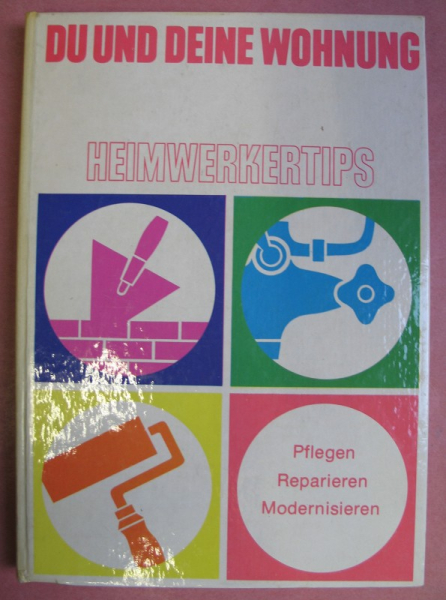 DU UND DEINE WOHNUNG
HEIMWERKERTIPS
Pflegen
Reparieren
Modernisieren